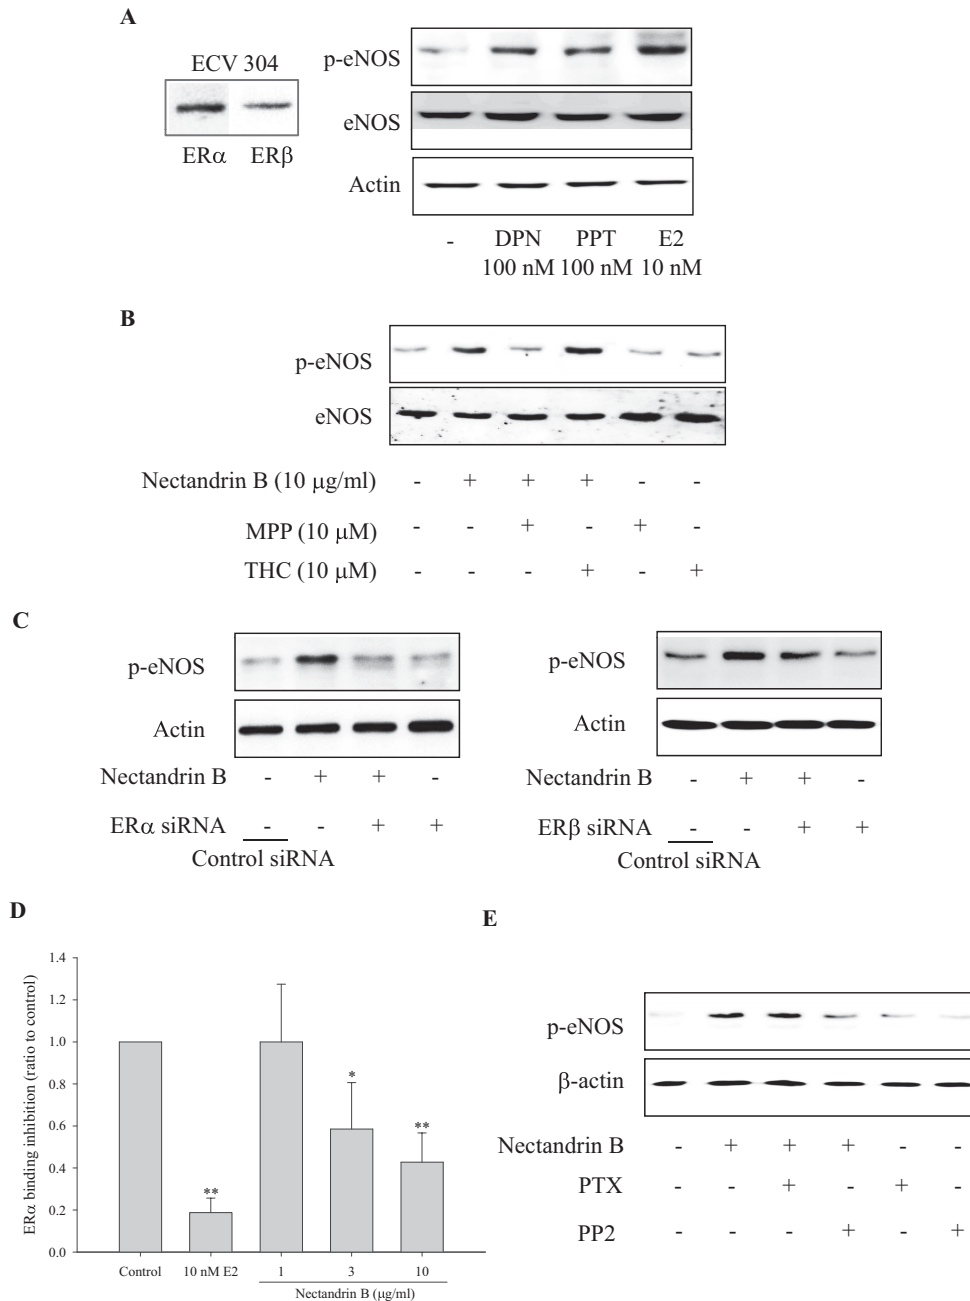 A
ECV 304
ERα ERβ
p-eNOS
eNOS
Actin
- DPN PPT E2
100 nM 100 nM 10 nM
B
p-eNOS
eNOS
Nectandrin B (10 μg/ml) - + + + - -
MPP (10 μM) - - + - + -
THC (10 μM) - - - + - +
C
p-eNOS
Actin
Nectandrin B - + + -
ERα siRNA - - + +
Control siRNA
p-eNOS
Actin
Nectandrin B - + + -
ERβ siRNA - - + +
Control siRNA
D
ERα binding inhibition (ratio to control)
1.4
1.2
1.0
0.8
0.6
0.4
0.2
0.0
**
*
**
Control 10 nM E2 1 3 10
Nectandrin B (μg/ml)
E
p-eNOS
β-actin
Nectandrin B - + + + - -
PTX - - + - + -
PP2 - - - + - +